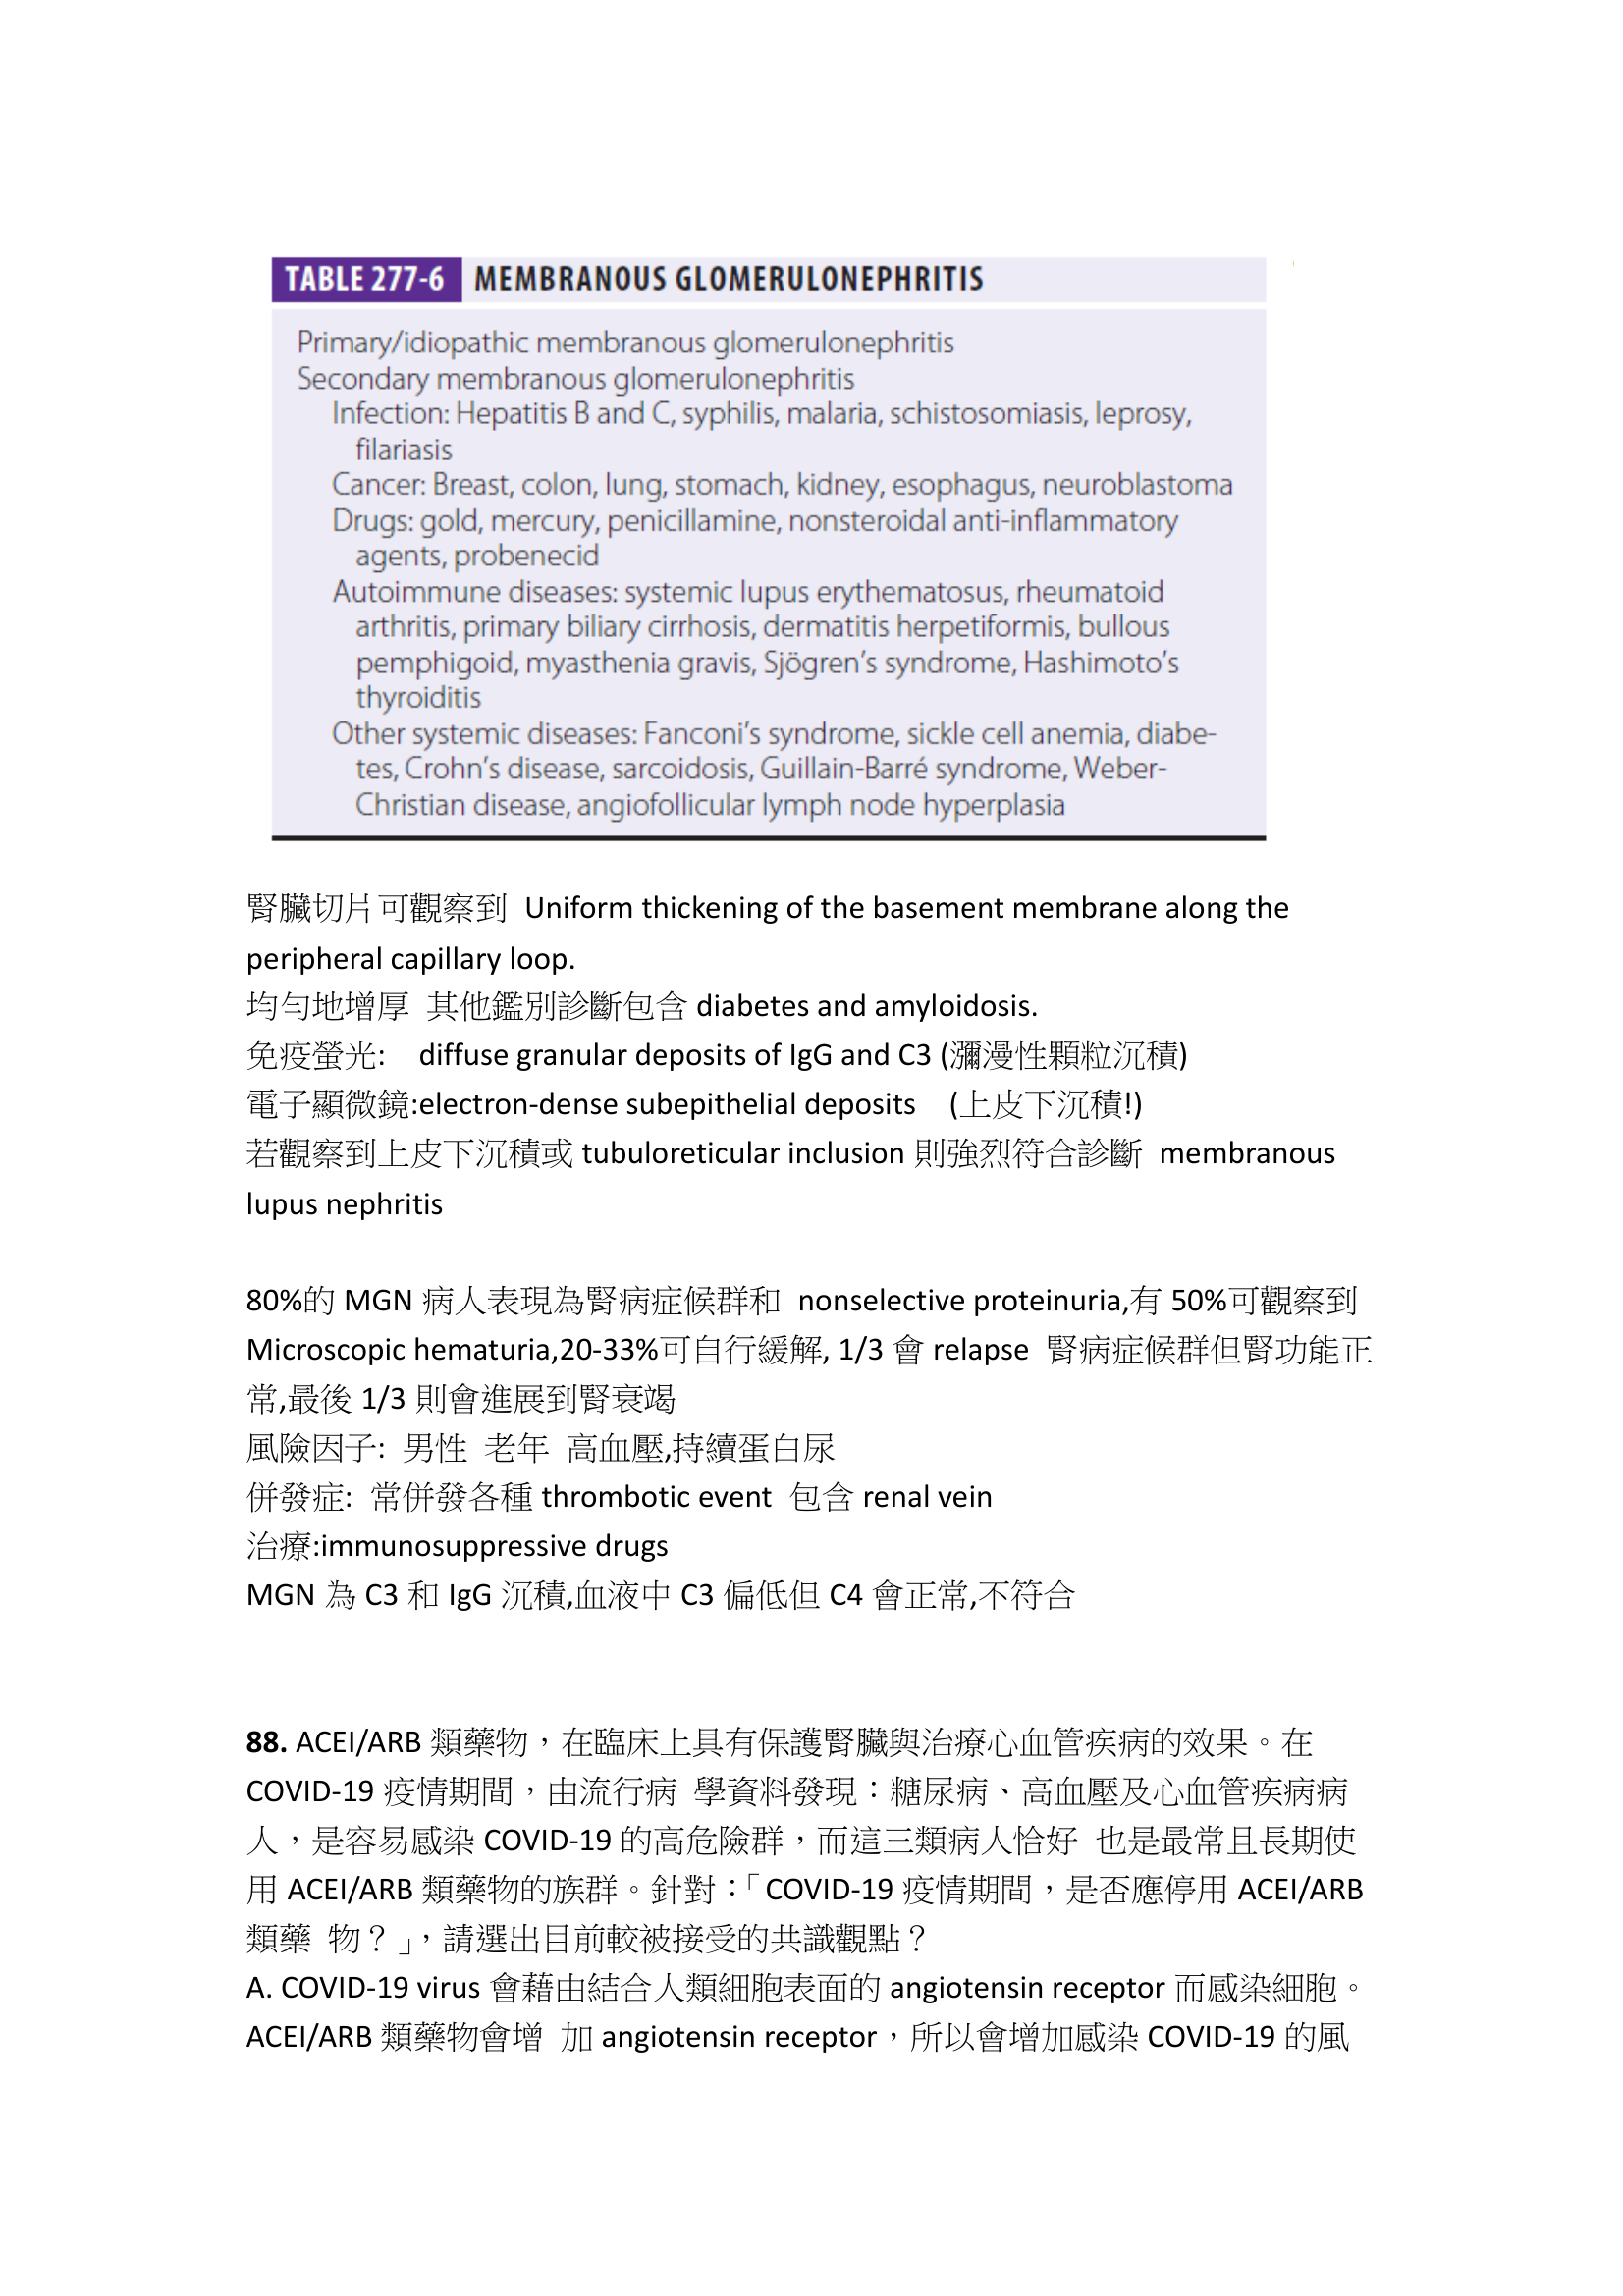 TABLE 277-6 MEMBRANOUS GLOMERULONEPHRITIS
Primary/idiopathic membranous glomerulonephritis
Secondary membranous glomerulonephritis
Infection: Hepatitis B and C, syphilis, malaria, schistosomiasis, leprosy,
filariasis
Cancer: Breast, colon, lung, stomach, kidney, esophagus, neuroblastoma
Drugs: gold, mercury, penicillamine, nonsteroidal anti-inflammatory
agents, probenecid
Autoimmune diseases: systemic lupus erythematosus, rheumatoid
arthritis, primary biliary cirrhosis, dermatitis herpetiformis, bullous
pemphigoid, myasthenia gravis, Sjögren's syndrome, Hashimoto's
thyroiditis
Other systemic diseases: Fanconi's syndrome, sickle cell anemia, diabe-
tes, Crohn's disease, sarcoidosis, Guillain-Barré syndrome, Weber-
Christian disease, angiofollicular lymph node hyperplasia
腎臟切片可觀察到 Uniform thickening of the basement membrane along the
peripheral capillary loop.
均勻地增厚 其他鑑別診斷包含 diabetes and amyloidosis.
免疫螢光: diffuse granular deposits of IgG and C3 (瀰漫性顆粒沉積)
電子顯微鏡:electron-dense subepithelial deposits (上皮下沉積!)
若觀察到上皮下沉積或 tubuloreticular inclusion 則強烈符合診斷 membranous
lupus nephritis
80%的 MGN 病人表現為腎病症候群和 nonselective proteinuria,有 50%可觀察到
Microscopic hematuria,20-33%可自行緩解, 1/3 會 relapse 腎病症候群但腎功能正
常,最後 1/3 則會進展到腎衰竭
風險因子: 男性 老年 高血壓,持續蛋白尿
併發症: 常併發各種 thrombotic event 包含 renal vein
治療:immunosuppressive drugs
MGN 為 C3 和 IgG 沉積,血液中 C3 偏低但 C4 會正常,不符合
88. ACEI/ARB 類藥物，在臨床上具有保護腎臟與治療心血管疾病的效果。在
COVID-19 疫情期間，由流行病 學資料發現：糖尿病、高血壓及心血管疾病病
人，是容易感染 COVID-19 的高危險群，而這三類病人恰好 也是最常且長期使
用 ACEI/ARB 類藥物的族群。針對：「COVID-19 疫情期間，是否應停用 ACEI/ARB
類藥 物？」，請選出目前較被接受的共識觀點？
A. COVID-19 virus 會藉由結合人類細胞表面的 angiotensin receptor 而感染細胞。
ACEI/ARB 類藥物會增 加 angiotensin receptor，所以會增加感染 COVID-19 的風